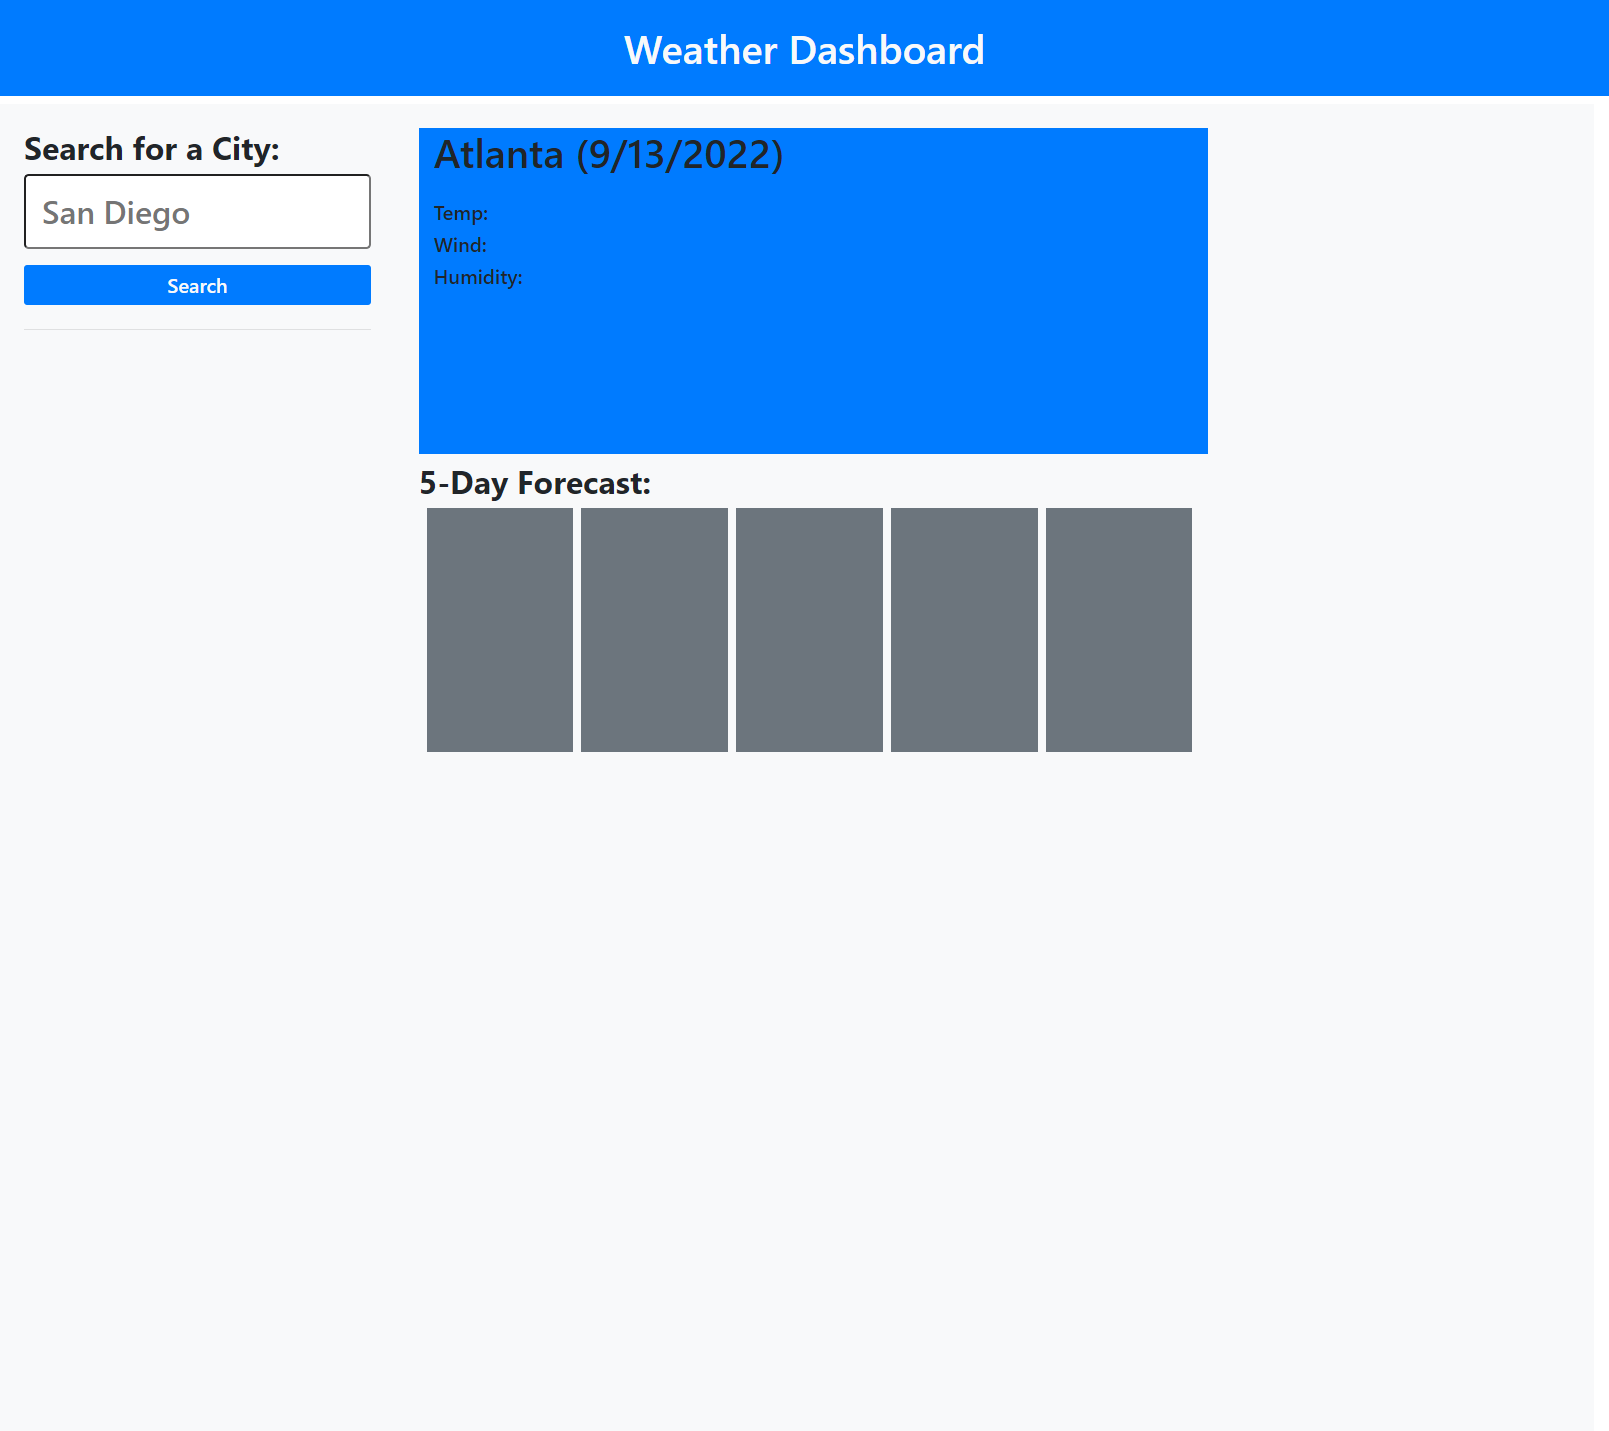 Weather Dashboard
Search for a City:
San Diego
Search
Atlanta (9/13/2022)
Temp:
Wind:
Humidity:
5-Day Forecast: